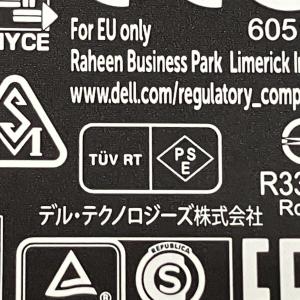 NYCE
For EU only
605
Raheen Business Park Limerick
www.dell.com/regulatory_comp
TÜV RT
PS
E
R33
デル・テクノロジーズ株式会社
REPUBLICA
S